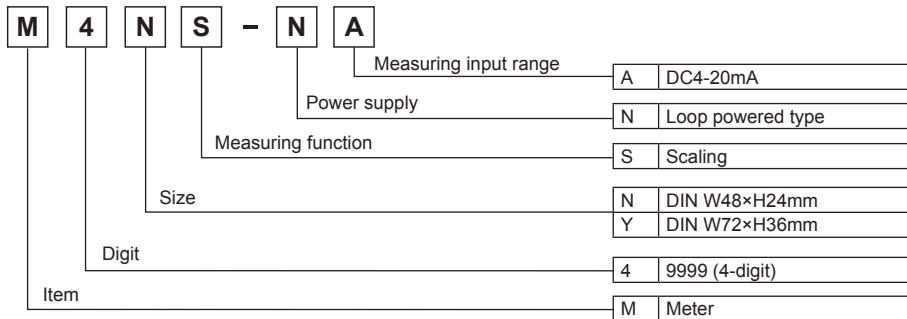 M 4 N S – N A
Measuring input range
A DC4-20mA
Power supply
N Loop powered type
Measuring function
S Scaling
Size
N DIN W48×H24mm
Y DIN W72×H36mm
Digit
4 9999 (4-digit)
Item
M Meter